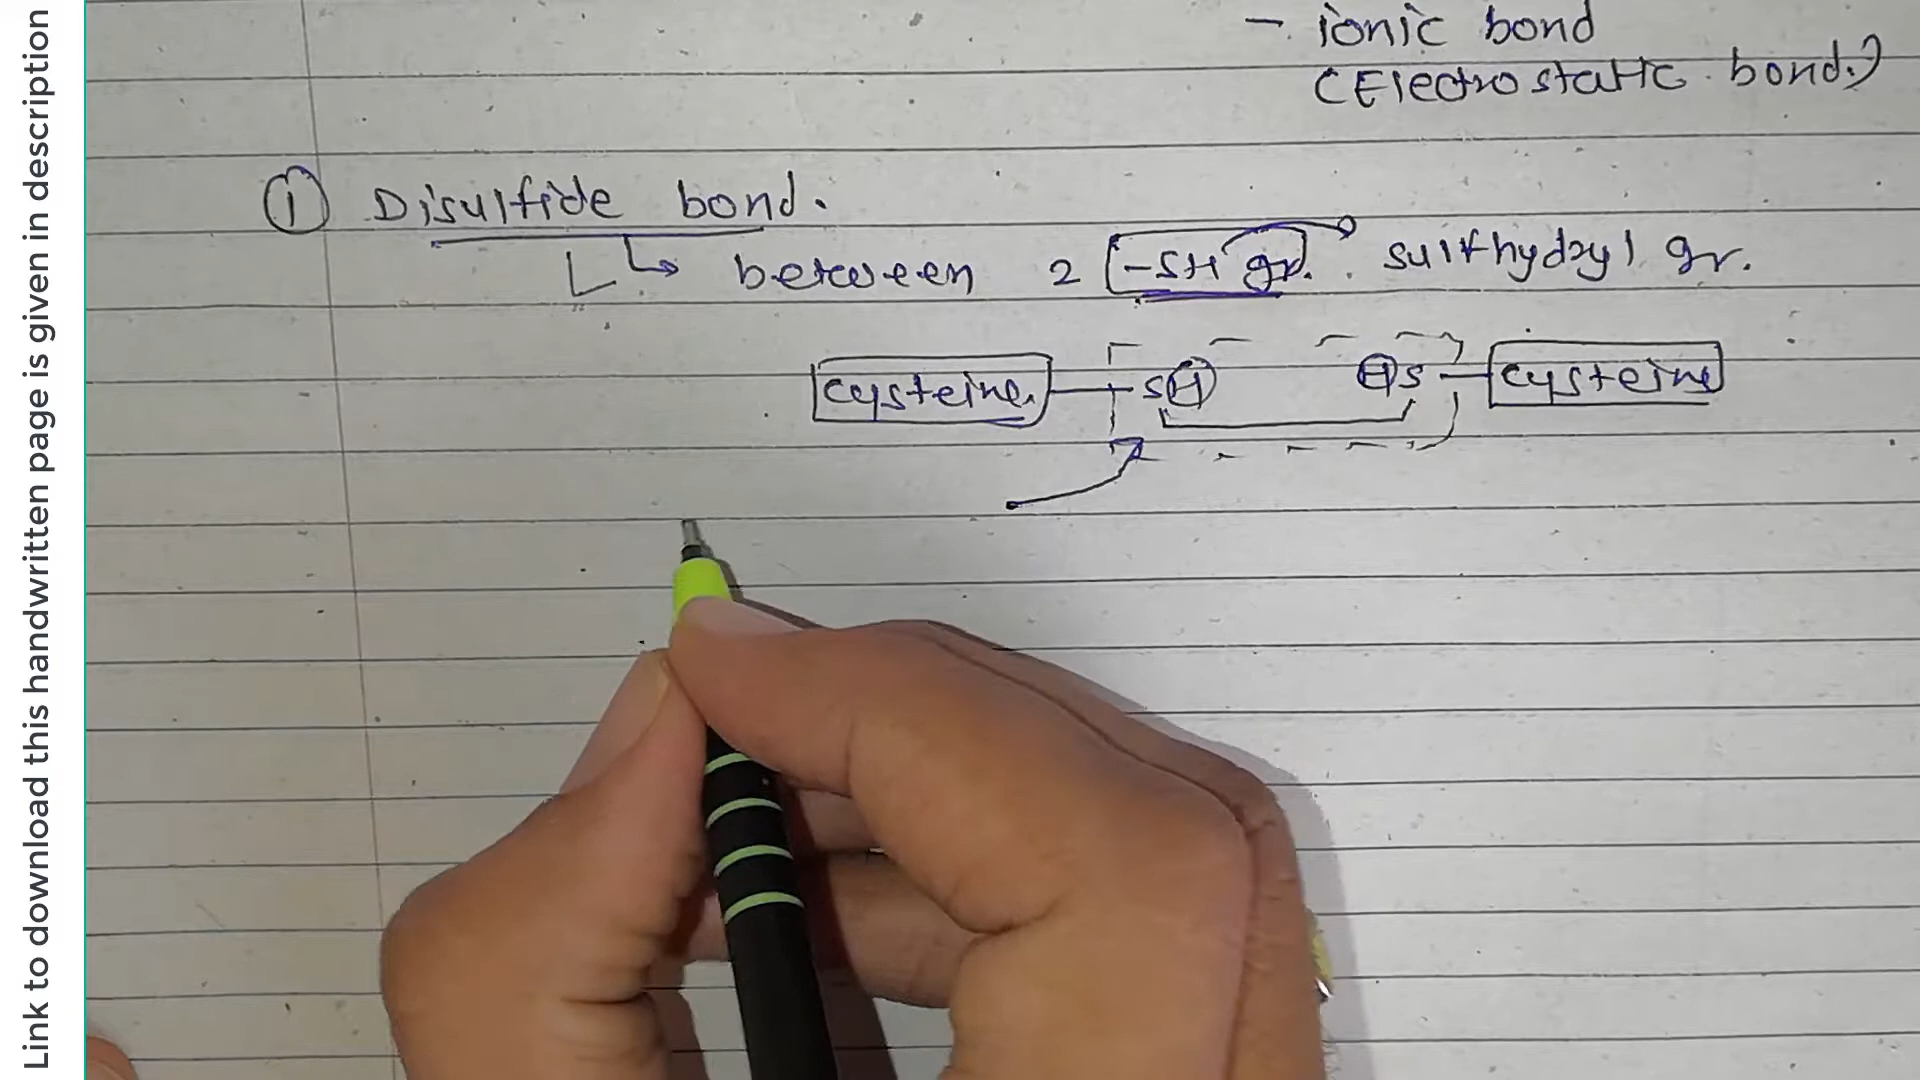 Link to download this handwritten page is given in description
- ionic bond
(Electrostatic bond.)
① Disulfide bond.
between 2 -SH gr. sulfhydryl gr.
cysteine. SH HS cysteine